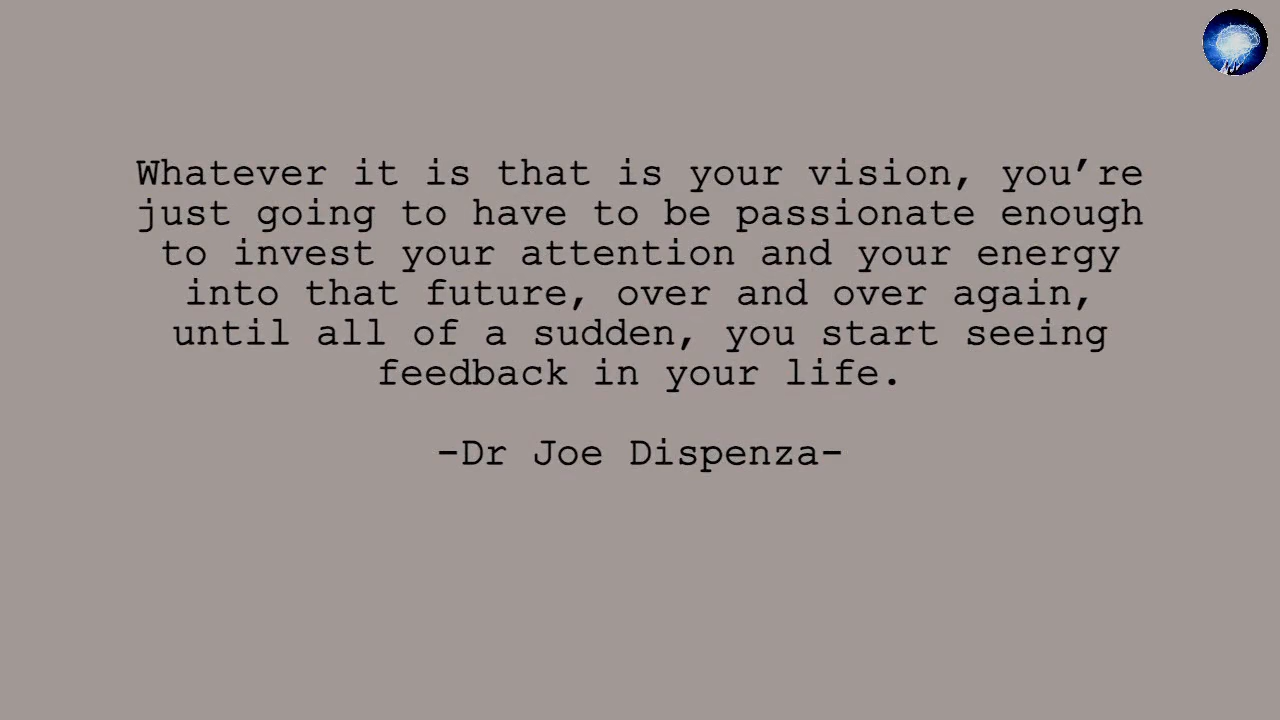 Whatever it is that is your vision, you’re
just going to have to be passionate enough
to invest your attention and your energy
into that future, over and over again,
until all of a sudden, you start seeing
feedback in your life.
-Dr Joe Dispenza-